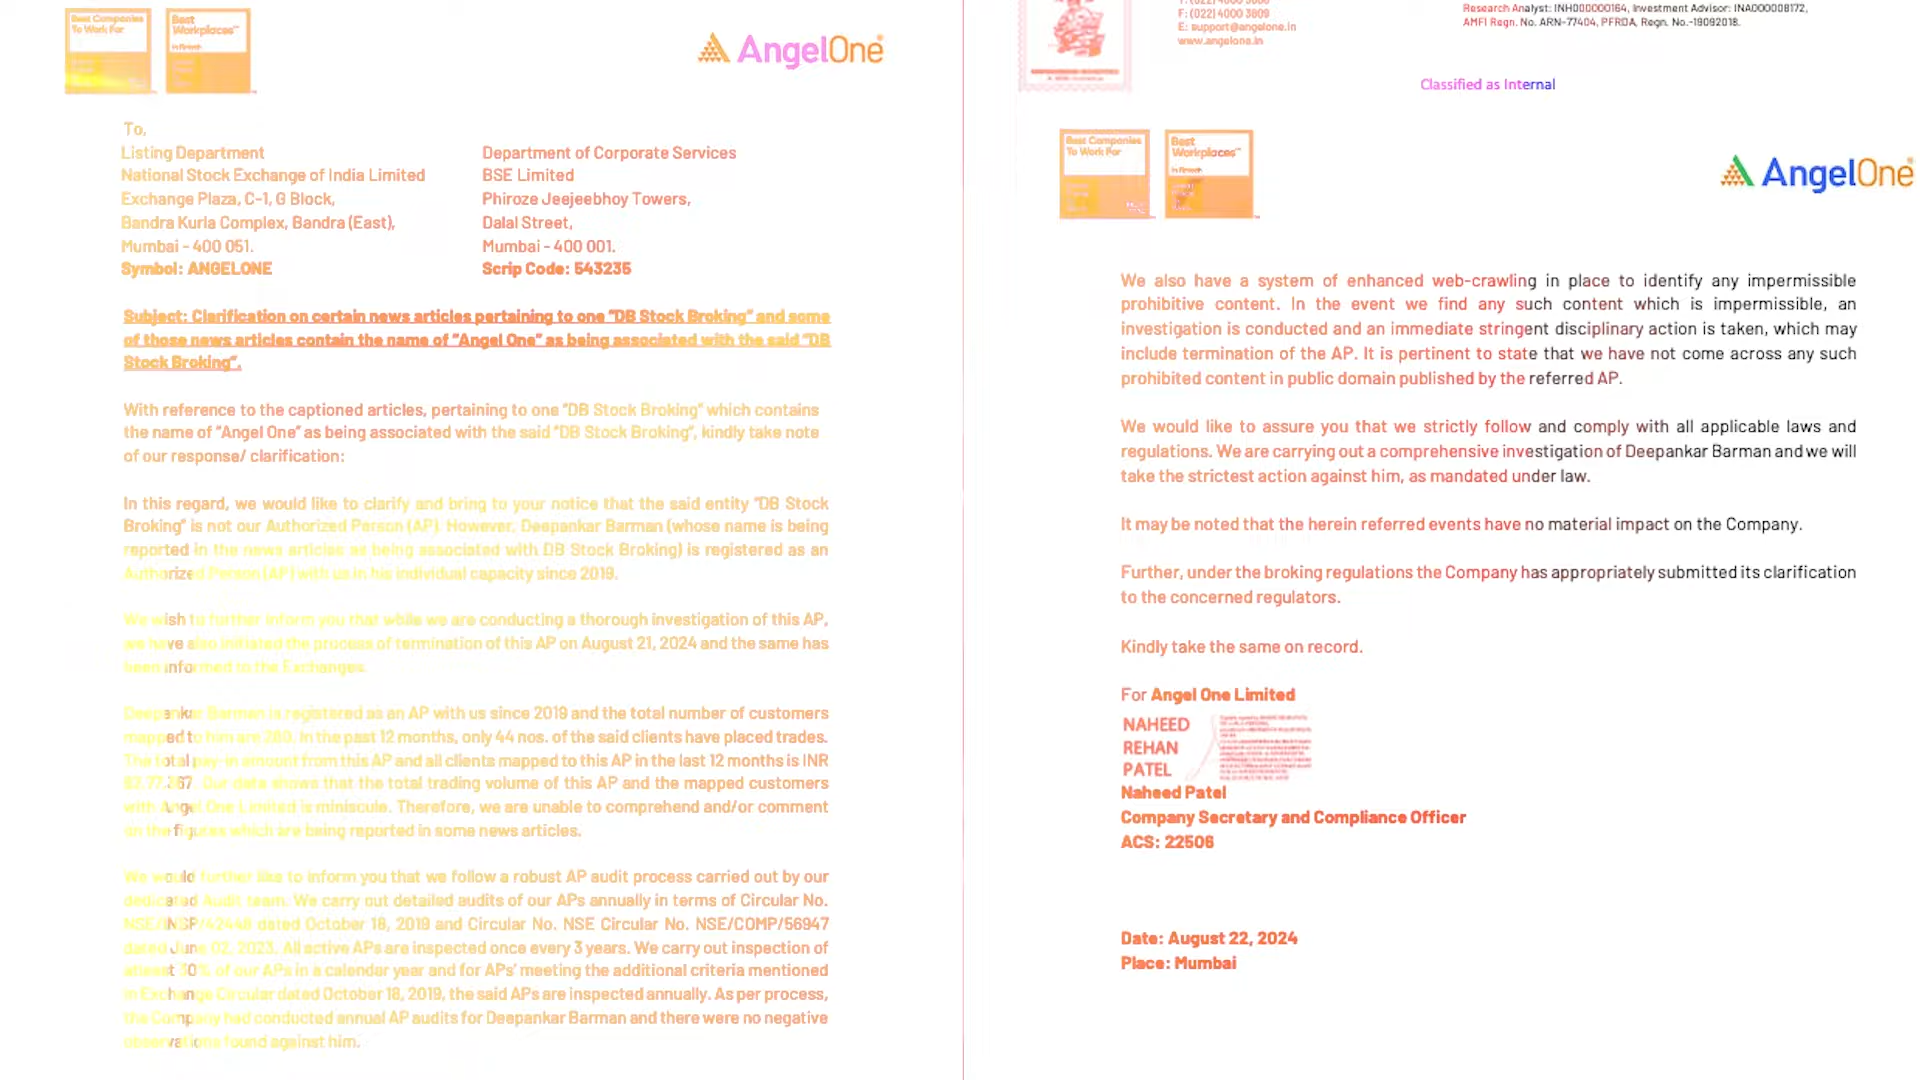 Best Companies
To Work For
Best
Workplaces™
AngelOne
To,
Listing Department
National Stock Exchange of India Limited
Exchange Plaza, C-1, G Block,
Bandra Kurla Complex, Bandra (East),
Mumbai - 400 051.
Symbol: ANGELONE
Department of Corporate Services
BSE Limited
Phiroze Jeejeebhoy Towers,
Dalal Street,
Mumbai - 400 001.
Scrip Code: 543235
Subject: Clarification on certain news articles pertaining to one "DB Stock Broking" and some
of those news articles contain the name of "Angel One" as being associated with the said "DB
Stock Broking".
With reference to the captioned articles, pertaining to one "DB Stock Broking" which contains
the name of "Angel One" as being associated with the said "DB Stock Broking", kindly take note
of our response/ clarification:
In this regard, we would like to clarify and bring to your notice that the said entity "DB Stock
Broking" is not our Authorized Person (AP). However, Deepankar Barman (whose name is being
reported in the news articles as being associated with DB Stock Broking) is registered as an
Authorized Person (AP) with us in his individual capacity since 2019.
We wish to further inform you that while we are conducting a thorough investigation of this AP,
we have also initiated the process of termination of this AP on August 21, 2024 and the same has
been informed to the Exchanges.
Deepankar Barman is registered as an AP with us since 2019 and the total number of customers
mapped to him are 260. In the past 12 months, only 44 nos. of the said clients have placed trades.
The total pay-in amount from this AP and all clients mapped to this AP in the last 12 months is INR
62,77,367. Our data shows that the total trading volume of this AP and the mapped customers
with Angel One Limited is miniscule. Therefore, we are unable to comprehend and/or comment
on the figures which are being reported in some news articles.
We would further like to inform you that we follow a robust AP audit process carried out by our
dedicated Audit team. We carry out detailed audits of our APs annually in terms of Circular No.
NSE/INSP/42448 dated October 18, 2019 and Circular No. NSE Circular No. NSE/COMP/56947
dated June 02, 2023. All active APs are inspected once every 3 years. We carry out inspection of
atleast 30% of our APs in a calendar year and for APs' meeting the additional criteria mentioned
in Exchange Circular dated October 18, 2019, the said APs are inspected annually. As per process,
the Company had conducted annual AP audits for Deepankar Barman and there were no negative
observations found against him.
F: (022) 4000 3609
E: support@angelone.in
www.angelone.in
Research Analyst: INH000000164, Investment Advisor: INA000008172,
AMFI Regn. No. ARN-77404, PFRDA, Regn. No.-19092018.
Classified as Internal
Best Companies
To Work For
Best
Workplaces™
AngelOne
We also have a system of enhanced web-crawling in place to identify any impermissible
prohibitive content. In the event we find any such content which is impermissible, an
investigation is conducted and an immediate stringent disciplinary action is taken, which may
include termination of the AP. It is pertinent to state that we have not come across any such
prohibited content in public domain published by the referred AP.
We would like to assure you that we strictly follow and comply with all applicable laws and
regulations. We are carrying out a comprehensive investigation of Deepankar Barman and we will
take the strictest action against him, as mandated under law.
It may be noted that the herein referred events have no material impact on the Company.
Further, under the broking regulations the Company has appropriately submitted its clarification
to the concerned regulators.
Kindly take the same on record.
For Angel One Limited
NAHEED
REHAN
PATEL
Naheed Patel
Company Secretary and Compliance Officer
ACS: 22506
Date: August 22, 2024
Place: Mumbai